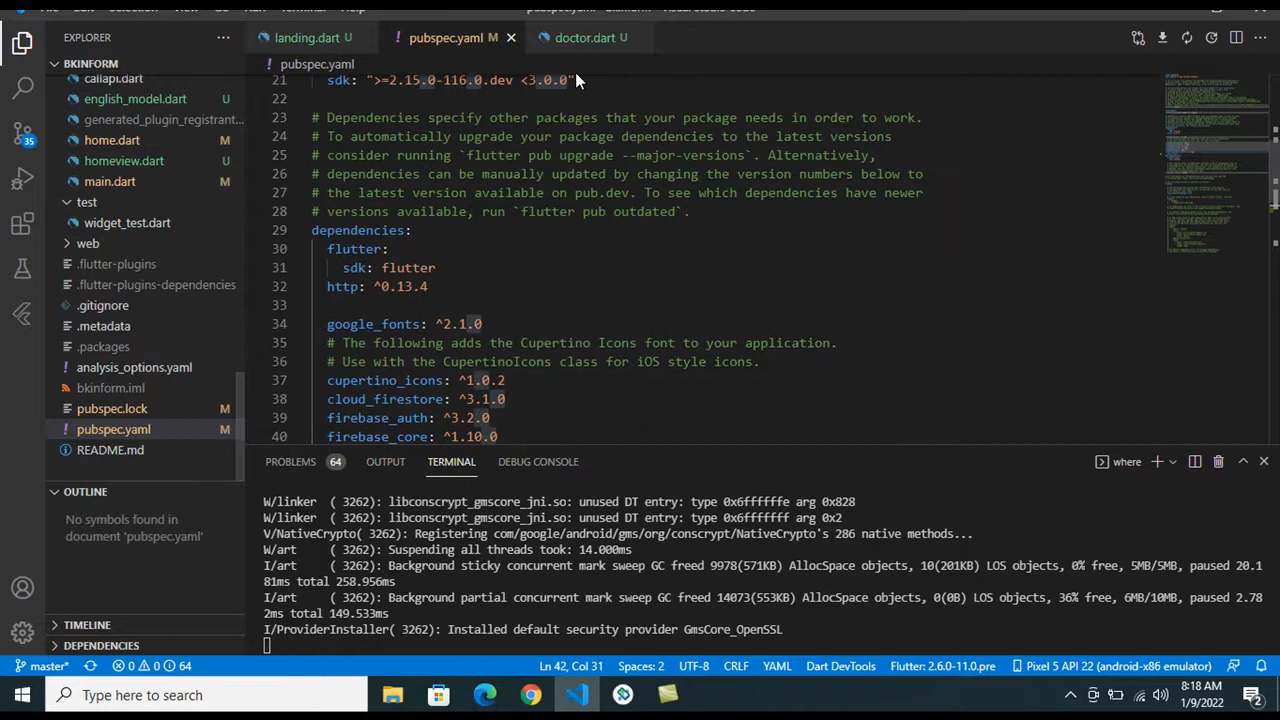 landing.dart U
pubspec.yaml M
doctor.dart U
EXPLORER
BKINFORM
callapi.dart
english_model.dart U
generated_plugin_registrant...
home.dart M
homeview.dart U
main.dart M
test
widget_test.dart
web
.flutter-plugins
.flutter-plugins-dependencies
.gitignore
.metadata
.packages
analysis_options.yaml
bkinform.iml
pubspec.lock M
pubspec.yaml M
README.md
OUTLINE
No symbols found in
document 'pubspec.yaml'
TIMELINE
DEPENDENCIES
35
pubspec.yaml
21 sdk: ">=2.15.0-116.0.dev <3.0.0"
22
23 # Dependencies specify other packages that your package needs in order to work.
24 # To automatically upgrade your package dependencies to the latest versions
25 # consider running `flutter pub upgrade --major-versions`. Alternatively,
26 # dependencies can be manually updated by changing the version numbers below to
27 # the latest version available on pub.dev. To see which dependencies have newer
28 # versions available, run `flutter pub outdated`.
29 dependencies:
30 flutter:
31 sdk: flutter
32 http: ^0.13.4
33
34 google_fonts: ^2.1.0
35 # The following adds the Cupertino Icons font to your application.
36 # Use with the CupertinoIcons class for iOS style icons.
37 cupertino_icons: ^1.0.2
38 cloud_firestore: ^3.1.0
39 firebase_auth: ^3.2.0
40 firebase_core: ^1.10.0
PROBLEMS 64 OUTPUT TERMINAL DEBUG CONSOLE
where
W/linker ( 3262): libconscrypt_gmscore_jni.so: unused DT entry: type 0x6ffffffe arg 0x828
W/linker ( 3262): libconscrypt_gmscore_jni.so: unused DT entry: type 0x6fffffff arg 0x2
V/NativeCrypto( 3262): Registering com/google/android/gms/org/conscrypt/NativeCrypto's 286 native methods...
W/art ( 3262): Suspending all threads took: 14.000ms
I/art ( 3262): Background sticky concurrent mark sweep GC freed 9978(571KB) AllocSpace objects, 10(201KB) LOS objects, 0% free, 5MB/5MB, paused 20.1
81ms total 258.956ms
I/art ( 3262): Background partial concurrent mark sweep GC freed 14073(553KB) AllocSpace objects, 0(0B) LOS objects, 36% free, 6MB/10MB, paused 2.78
2ms total 149.533ms
I/ProviderInstaller( 3262): Installed default security provider GmsCore_OpenSSL
master* 0 0 64 Ln 42, Col 31 Spaces: 2 UTF-8 CRLF YAML Dart DevTools Flutter: 2.6.0-11.0.pre Pixel 5 API 22 (android-x86 emulator)
Type here to search
8:18 AM
1/9/2022
2